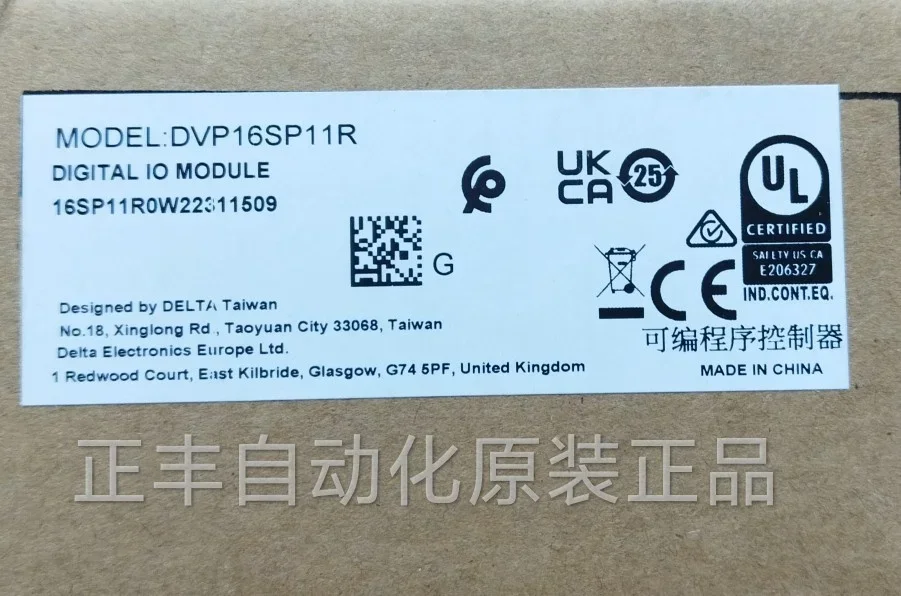 MODEL:DVP16SP11R
DIGITAL IO MODULE
16SP11R0W22311509
G
UK
CA
25
UL
CERTIFIED
SAFETY US CA
E206327
IND.CONT.EQ.
CE
可编程序控制器
MADE IN CHINA
Designed by DELTA Taiwan
No.18, Xinglong Rd., Taoyuan City 33068, Taiwan
Delta Electronics Europe Ltd.
1 Redwood Court, East Kilbride, Glasgow, G74 5PF, United Kingdom
正丰自动化原装正品